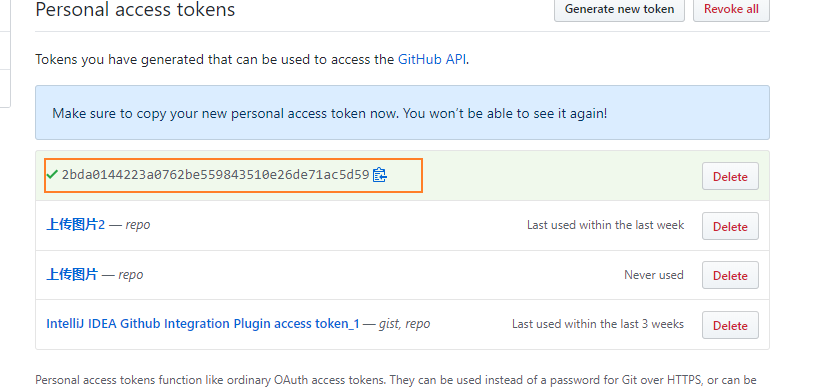 Personal access tokens
Generate new token
Revoke all
Tokens you have generated that can be used to access the GitHub API.
Make sure to copy your new personal access token now. You won't be able to see it again!
2bda0144223a0762be559843510e26de71ac5d59
Delete
上传图片2 — repo
Last used within the last week
Delete
上传图片 — repo
Never used
Delete
IntelliJ IDEA Github Integration Plugin access token_1 — gist, repo
Last used within the last 3 weeks
Delete
Personal access tokens function like ordinary OAuth access tokens. They can be used instead of a password for Git over HTTPS, or can be